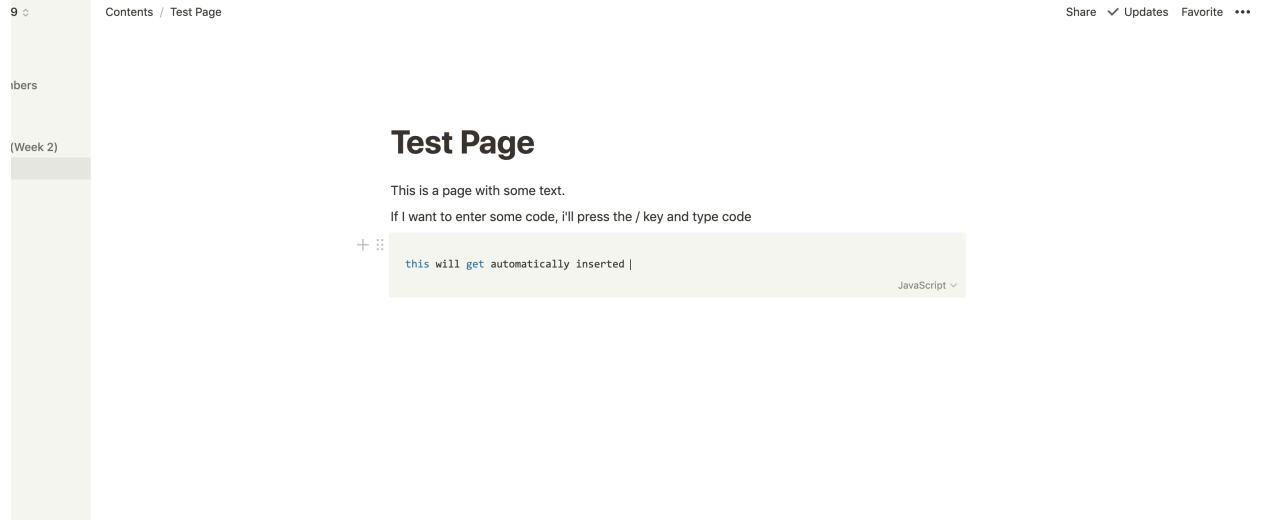 9
Contents / Test Page
Share Updates Favorite •••
(Week 2)
Test Page
This is a page with some text.
If I want to enter some code, i'll press the / key and type code
this will get automatically inserted
JavaScript